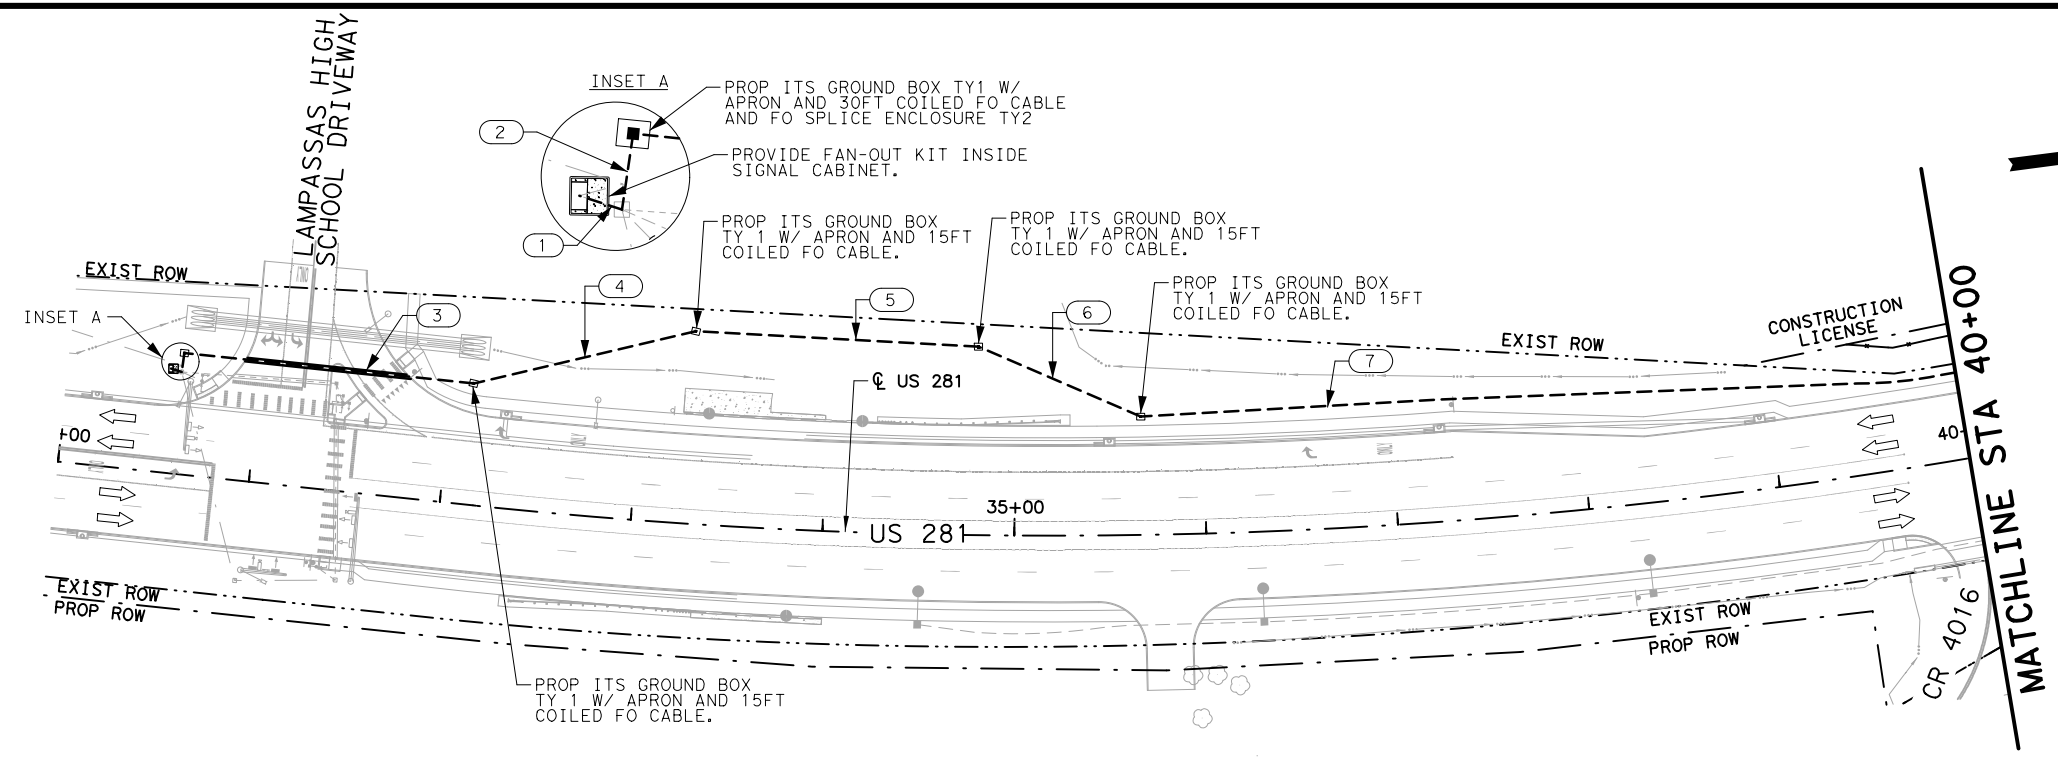 LAMPASSAS HIGH
SCHOOL DRIVEWAY
INSET A
PROP ITS GROUND BOX TY1 W/
APRON AND 30FT COILED FO CABLE
AND FO SPLICE ENCLOSURE TY2
2
PROVIDE FAN-OUT KIT INSIDE
SIGNAL CABINET.
1
PROP ITS GROUND BOX
TY 1 W/ APRON AND 15FT
COILED FO CABLE.
PROP ITS GROUND BOX
TY 1 W/ APRON AND 15FT
COILED FO CABLE.
PROP ITS GROUND BOX
TY 1 W/ APRON AND 15FT
COILED FO CABLE.
EXIST ROW
INSET A
3
4
5
6
7
EXIST ROW
CONSTRUCTION
LICENSE
℄ US 281
+00
35+00
US 281
40+
MATCHLINE STA 40+00
EXIST ROW
PROP ROW
EXIST ROW
PROP ROW
CR 4016
PROP ITS GROUND BOX
TY 1 W/ APRON AND 15FT
COILED FO CABLE.